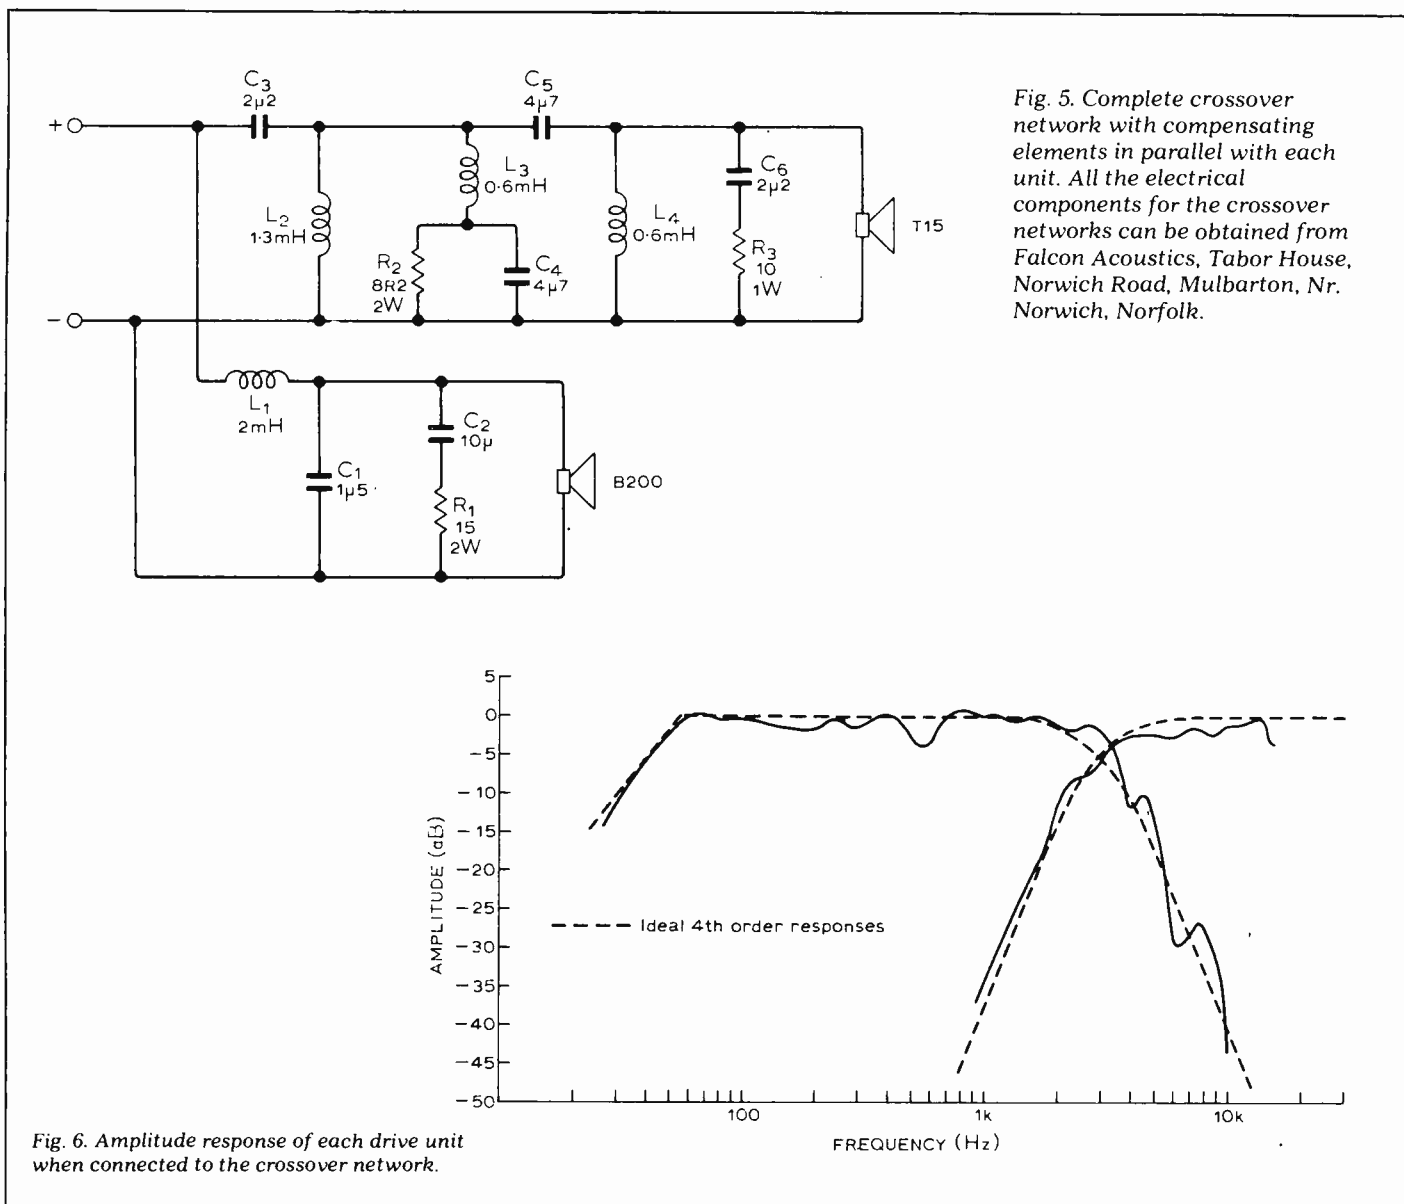 C3
2μ2
C5
4μ7
+
L3
0·6mH
C6
2μ2
L2
1·3mH
L4
0·6mH
T15
R2
8R2
2W
C4
4μ7
R3
10
1W
−
L1
2mH
C2
10μ
C1
1μ5
B200
R1
15
2W
Fig. 5. Complete crossover
network with compensating
elements in parallel with each
unit. All the electrical
components for the crossover
networks can be obtained from
Falcon Acoustics, Tabor House,
Norwich Road, Mulbarton, Nr.
Norwich, Norfolk.
5
0
−5
−10
−15
−20
−25
−30
−35
−40
−45
−50
AMPLITUDE (dB)
Ideal 4th order responses
100
1k
10k
FREQUENCY (Hz)
Fig. 6. Amplitude response of each drive unit
when connected to the crossover network.